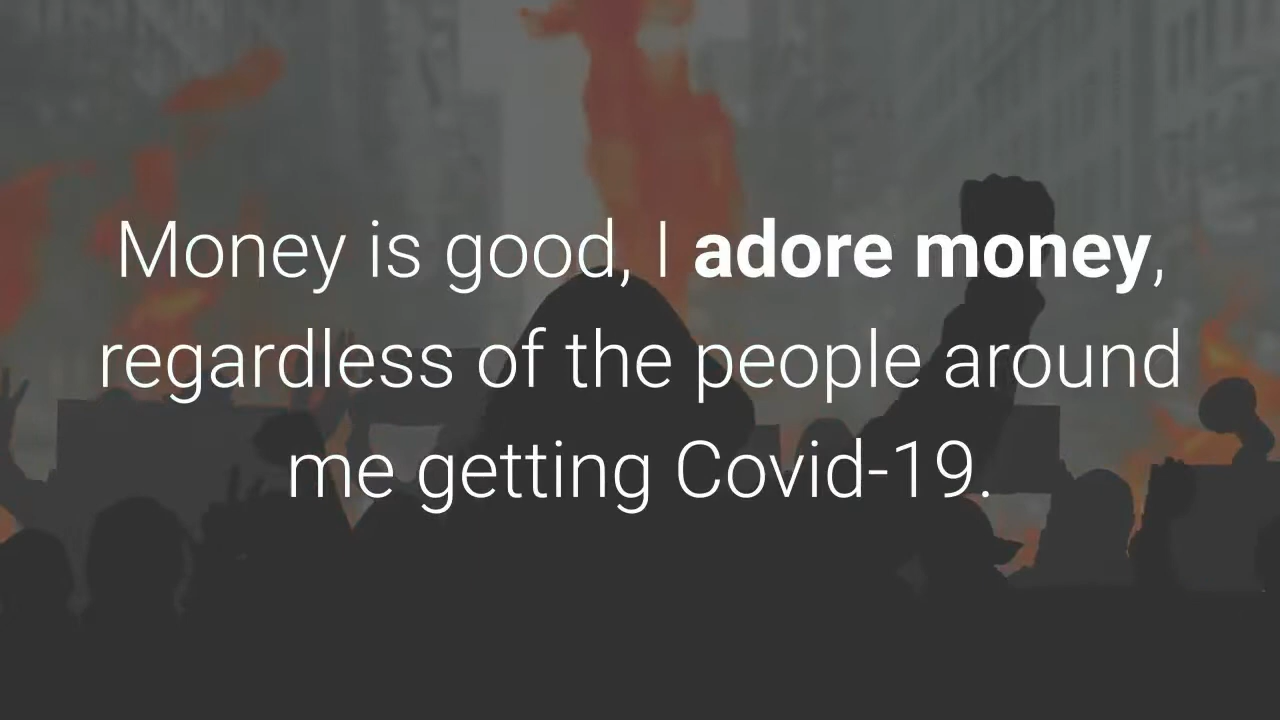 Money is good, I adore money,
regardless of the people around
me getting Covid-19.